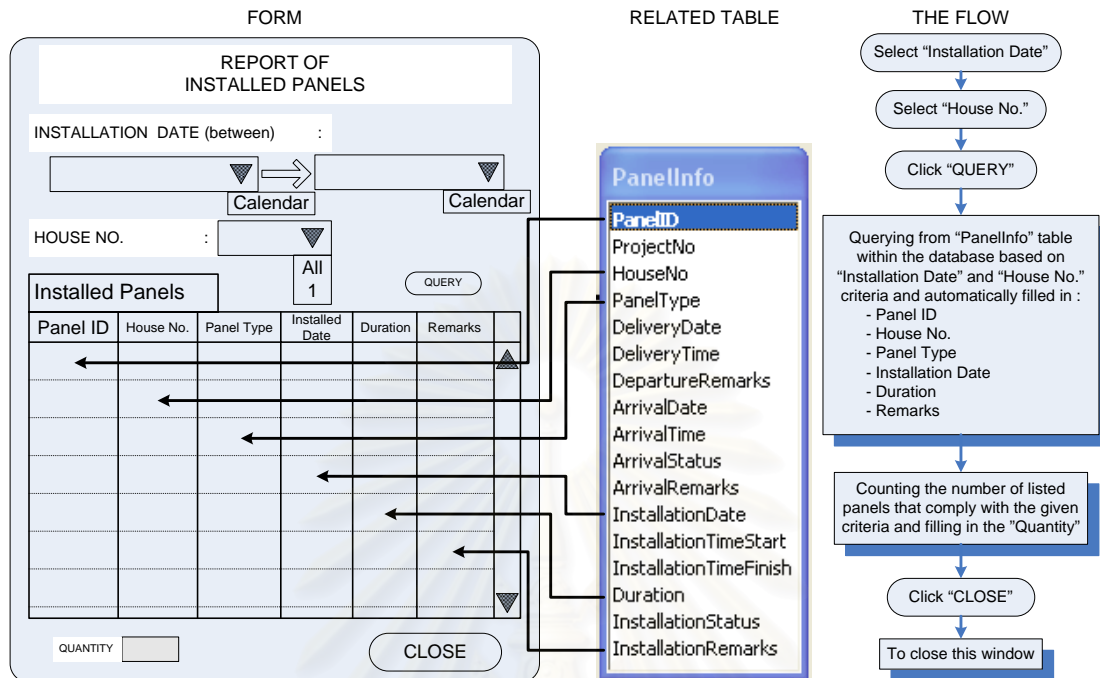 FORM
RELATED TABLE
THE FLOW
REPORT OF
INSTALLED PANELS
INSTALLATION DATE (between) :
Calendar
Calendar
HOUSE NO. :
All
1
QUERY
Installed Panels
Panel ID
House No.
Panel Type
Installed
Date
Duration
Remarks
QUANTITY
CLOSE
PanelInfo
PanelID
ProjectNo
HouseNo
PanelType
DeliveryDate
DeliveryTime
DepartureRemarks
ArrivalDate
ArrivalTime
ArrivalStatus
ArrivalRemarks
InstallationDate
InstallationTimeStart
InstallationTimeFinish
Duration
InstallationStatus
InstallationRemarks
Select “Installation Date”
Select “House No.”
Click “QUERY”
Querying from “PanelInfo” table
within the database based on
“Installation Date” and “House No.”
criteria and automatically filled in :
- Panel ID
- House No.
- Panel Type
- Installation Date
- Duration
- Remarks
Counting the number of listed
panels that comply with the given
criteria and filling in the ”Quantity”
Click “CLOSE”
To close this window